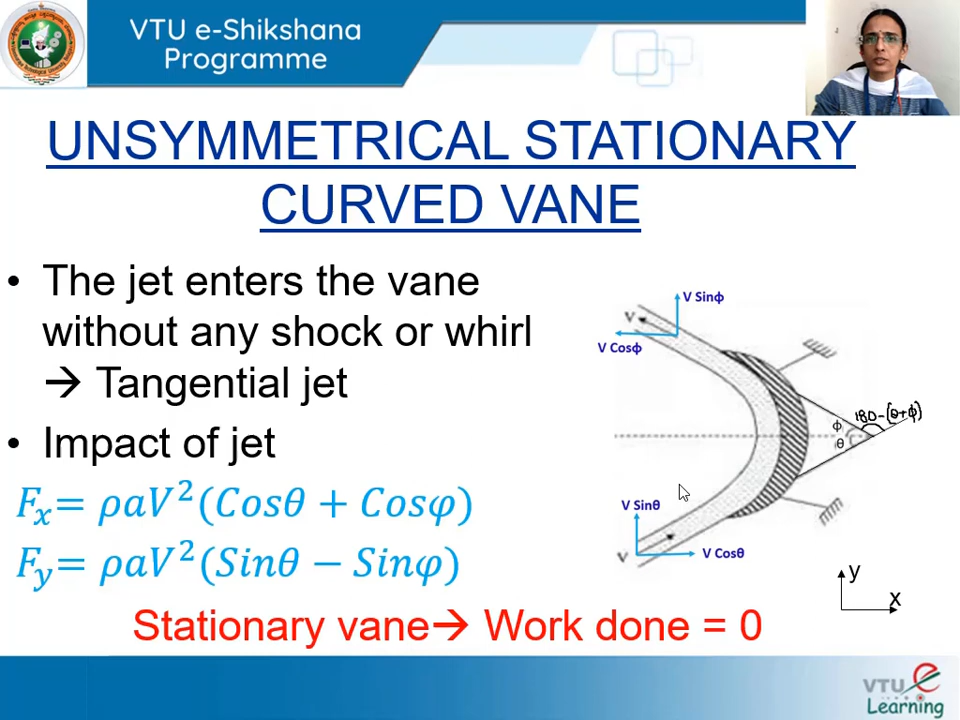 VTU e-Shikshana
Programme
UNSYMMETRICAL STATIONARY
CURVED VANE
• The jet enters the vane
without any shock or whirl
→ Tangential jet
• Impact of jet
F_x = ρaV²(Cosθ + Cosφ)
F_y = ρaV²(Sinθ − Sinφ)
Stationary vane→ Work done = 0
V Sinϕ
V
V Cosϕ
180-(θ+ϕ)
ϕ
θ
V Sinθ
V Cosθ
V
y
x
VTU e
Learning